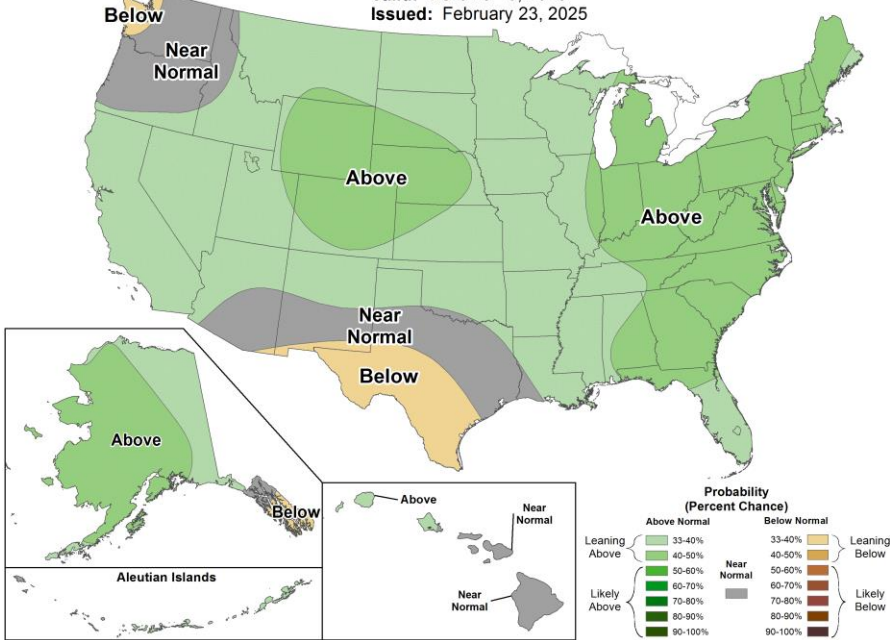 Issued: February 23, 2025
Below
Near
Normal
Above
Above
Near
Normal
Below
Above
Below
Aleutian Islands
Above
Near
Normal
Near
Normal
Probability
(Percent Chance)
Above Normal
Below Normal
Leaning
Above
33-40%
40-50%
50-60%
60-70%
70-80%
80-90%
90-100%
Likely
Above
Near
Normal
33-40%
40-50%
50-60%
60-70%
70-80%
80-90%
90-100%
Leaning
Below
Likely
Below